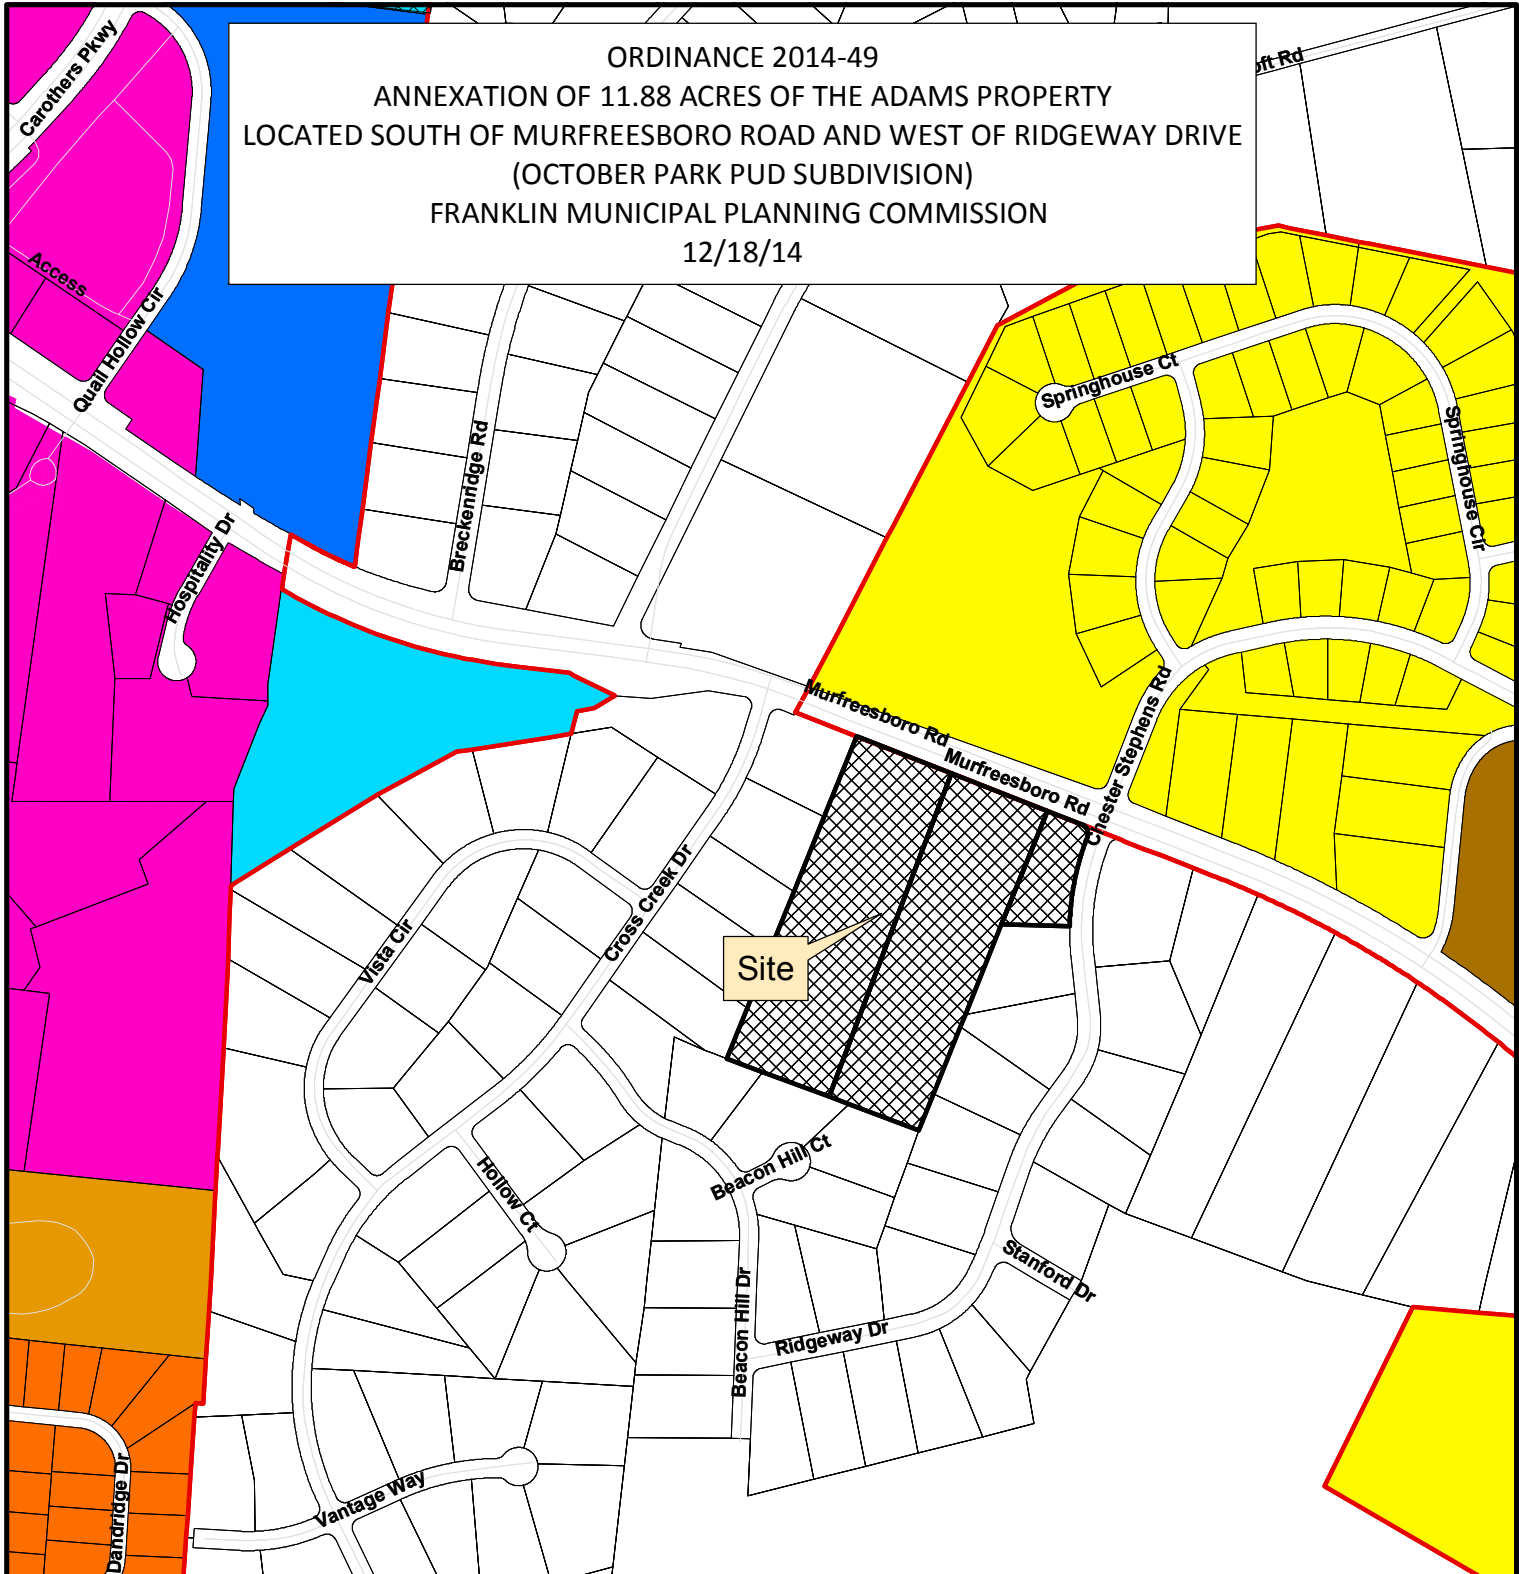 ORDINANCE 2014-49
ANNEXATION OF 11.88 ACRES OF THE ADAMS PROPERTY
LOCATED SOUTH OF MURFREESBORO ROAD AND WEST OF RIDGEWAY DRIVE
(OCTOBER PARK PUD SUBDIVISION)
FRANKLIN MUNICIPAL PLANNING COMMISSION
12/18/14
Carothers Pkwy
Rd
Access
Quail Hollow Cir
Springhouse Ct
Springhouse Cir
Breckenridge Rd
Hospitality Dr
Murfreesboro Rd
Murfreesboro Rd
Chester Stephens Rd
Cross Creek Dr
Vista Cir
Site
Hollow Ct
Beacon Hill Ct
Beacon Hill Dr
Stanford Dr
Ridgeway Dr
Vantage Way
Dandridge Dr